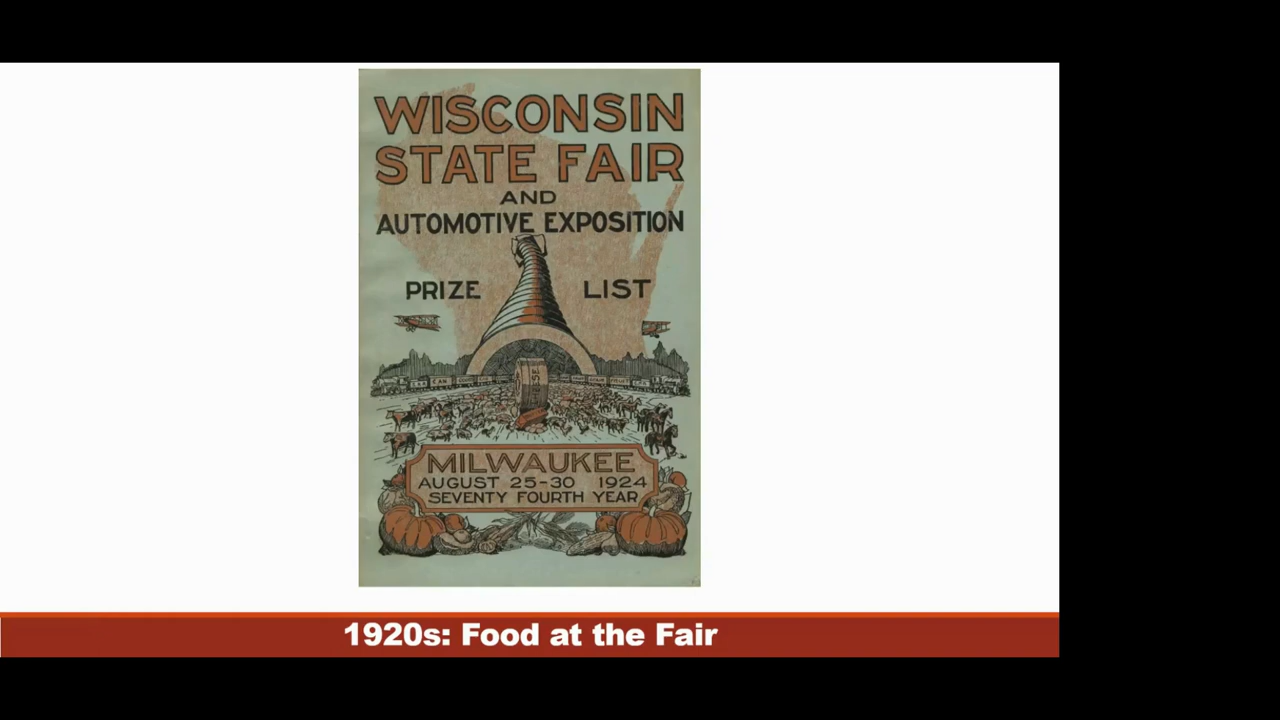 WISCONSIN
STATE FAIR
AND
AUTOMOTIVE EXPOSITION
PRIZE LIST
MILWAUKEE
AUGUST 25-30 1924
SEVENTY FOURTH YEAR
1920s: Food at the Fair